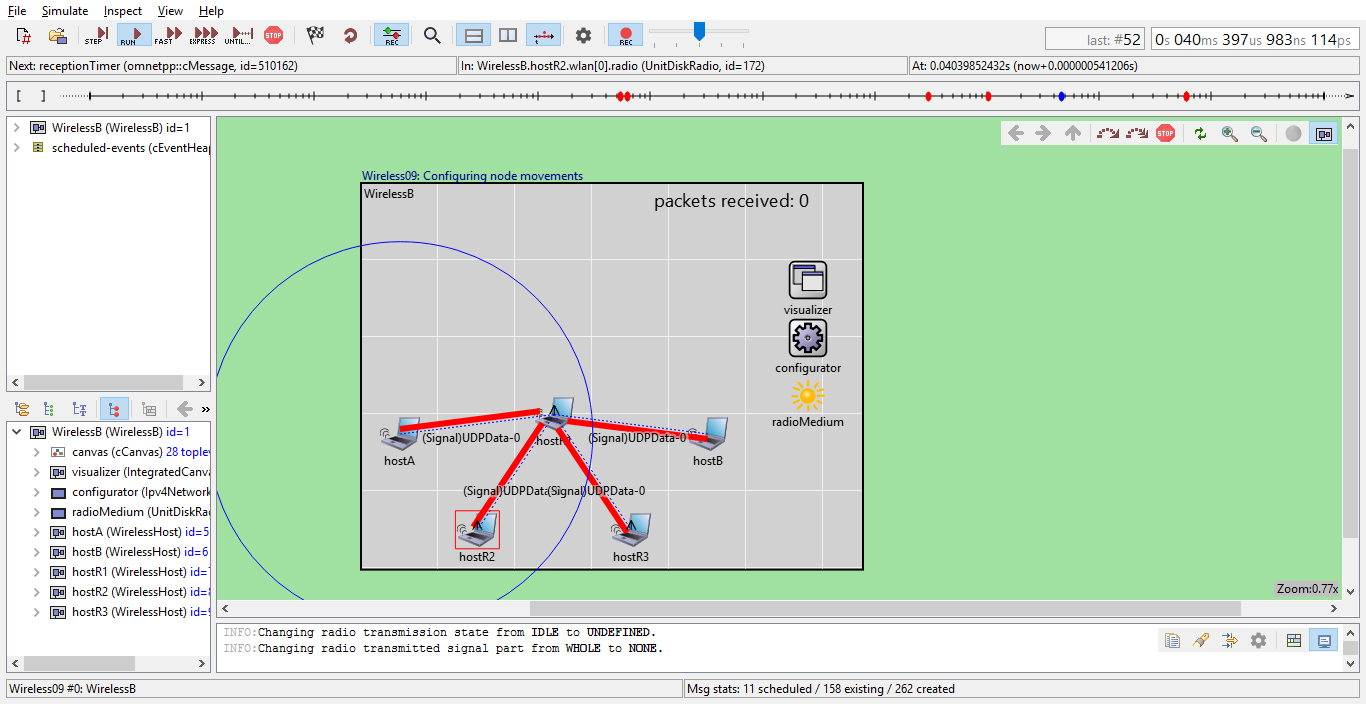 File Simulate Inspect View Help
STEP RUN FAST EXPRESS UNTIL... STOP REC REC
last: #52 0s 040ms 397us 983ns 114ps
Next: receptionTimer (omnetpp::cMessage, id=510162) In: WirelessB.hostR2.wlan[0].radio (UnitDiskRadio, id=172) At: 0.04039852432s (now+0.000000541206s)
WirelessB (WirelessB) id=1
scheduled-events (cEventHeap
STOP
Wireless09: Configuring node movements
WirelessB
packets received: 0
visualizer
configurator
radioMedium
(Signal)UDPData-0
(Signal)UDPData-0
hostA
hostB
(Signal)UDPData
(Signal)UDPData-0
hostR2
hostR3
Zoom:0.77x
WirelessB (WirelessB) id=1
canvas (cCanvas) 28 toplev
visualizer (IntegratedCanva
configurator (Ipv4Network
radioMedium (UnitDiskRa
hostA (WirelessHost) id=5
hostB (WirelessHost) id=6
hostR1 (WirelessHost) id=
hostR2 (WirelessHost) id=
hostR3 (WirelessHost) id=
INFO:Changing radio transmission state from IDLE to UNDEFINED.
INFO:Changing radio transmitted signal part from WHOLE to NONE.
Wireless09 #0: WirelessB
Msg stats: 11 scheduled / 158 existing / 262 created